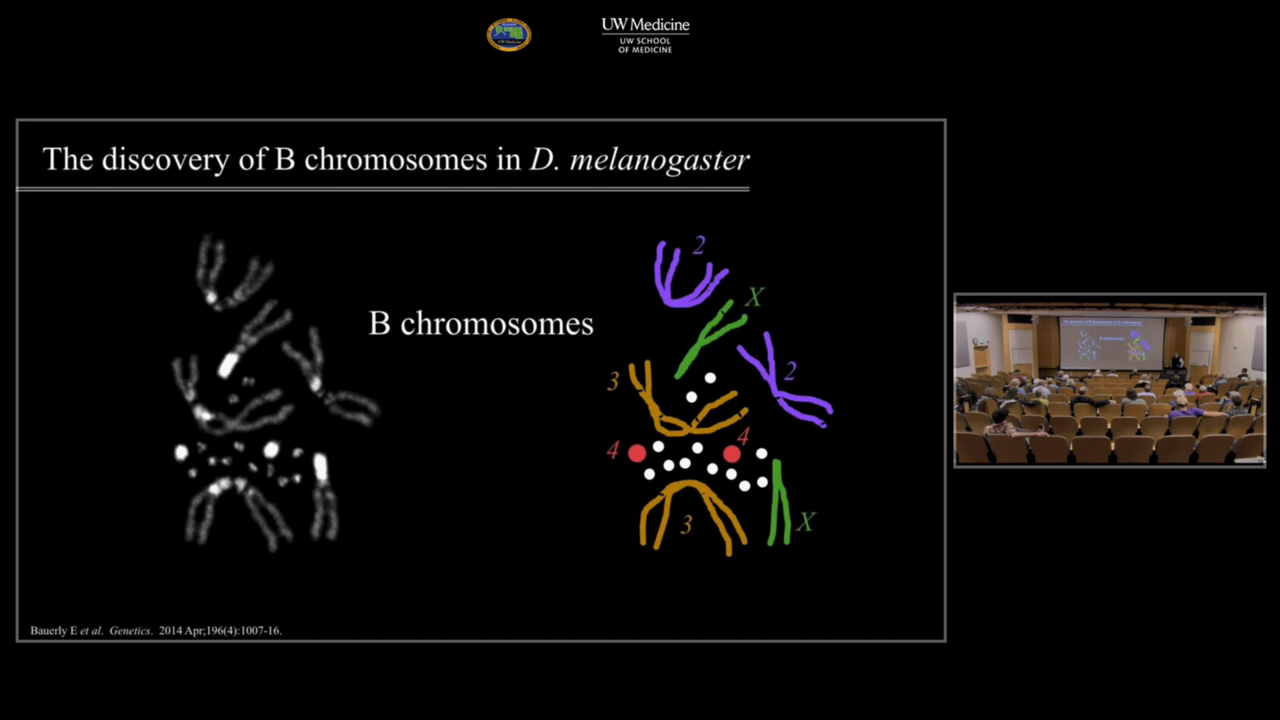 UW Medicine
UW SCHOOL
OF MEDICINE
The discovery of B chromosomes in D. melanogaster
B chromosomes
2
X
3
2
4
4
3
X
Bauerly E et al. Genetics. 2014 Apr;196(4):1007-16.